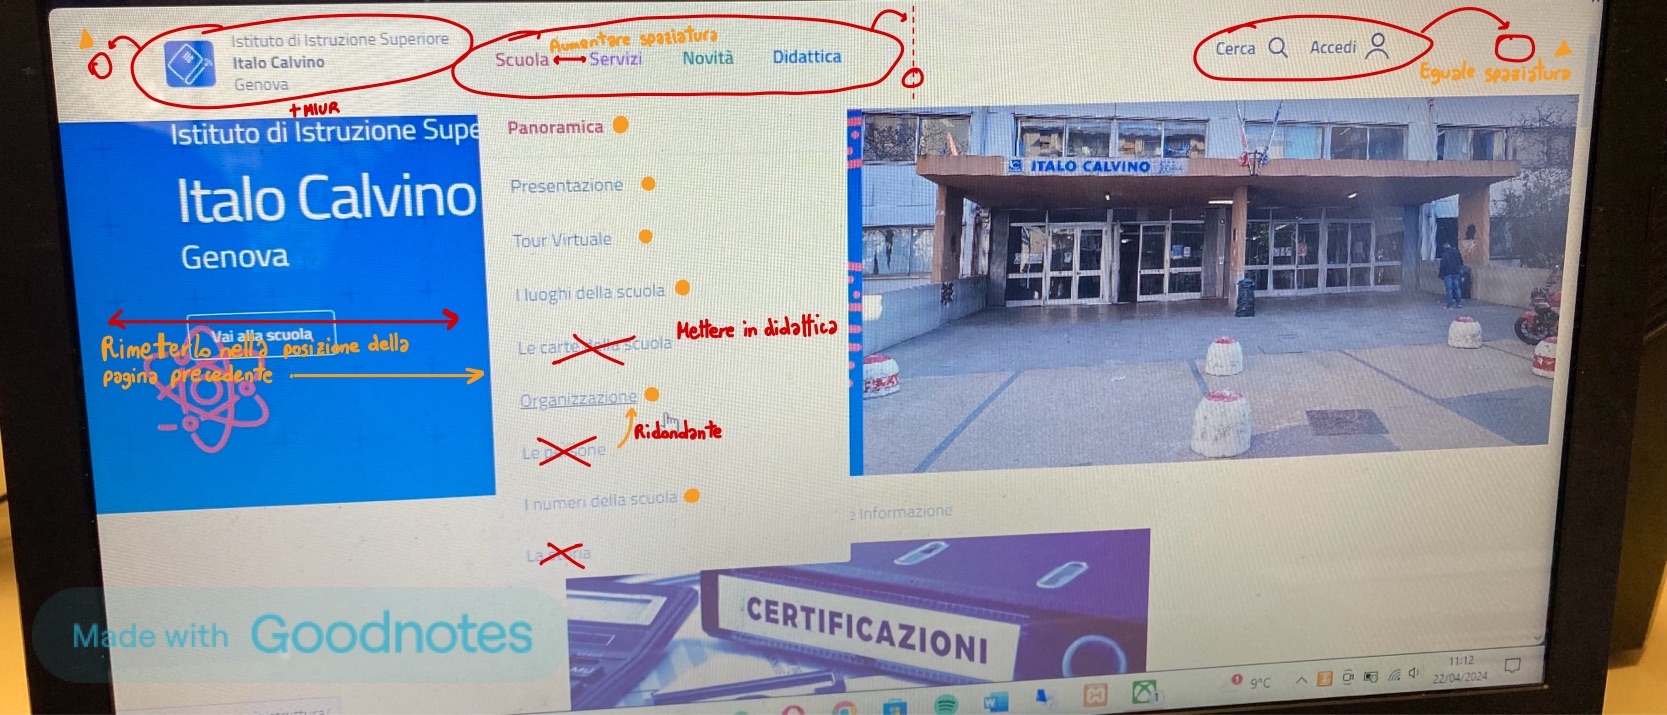 Istituto di Istruzione Superiore
Italo Calvino
Genova
+ MIUR
Aumentare spaziatura
Scuola
Servizi
Novità
Didattica
Cerca
Accedi
Eguale spaziatura
Istituto di Istruzione Supe
Italo Calvino
Genova
Vai alla scuola
Rimeterlo nella posizione della
pagina precedente
Panoramica
Presentazione
Tour Virtuale
I luoghi della scuola
Le carte della scuola
Mettere in didattica
Organizzazione
Ridondante
Le persone
I numeri della scuola
La storia
ITALO CALVINO
e Informazione
CERTIFICAZIONI
Made with Goodnotes
9°C
11:12
22/04/2024